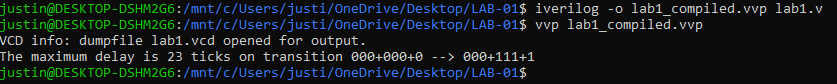 justin@DESKTOP-DSHM2G6:/mnt/c/Users/justi/OneDrive/Desktop/LAB-01$ iverilog -o lab1_compiled.vvp lab1.v
justin@DESKTOP-DSHM2G6:/mnt/c/Users/justi/OneDrive/Desktop/LAB-01$ vvp lab1_compiled.vvp
VCD info: dumpfile lab1.vcd opened for output.
The maximum delay is 23 ticks on transition 000+000+0 --> 000+111+1
justin@DESKTOP-DSHM2G6:/mnt/c/Users/justi/OneDrive/Desktop/LAB-01$